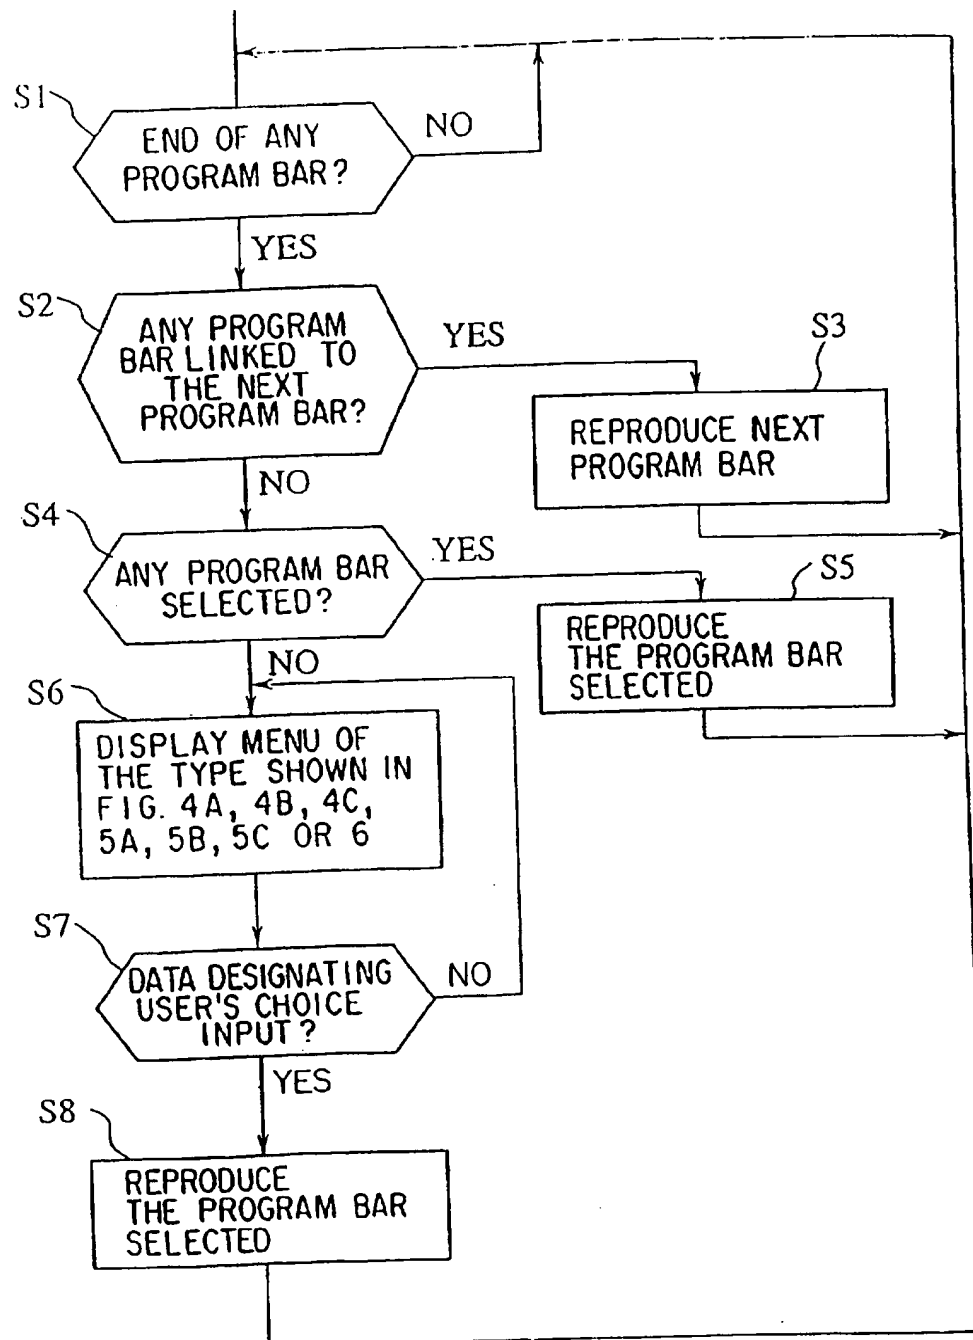 S1
END OF ANY
PROGRAM BAR?
NO
YES
S2
ANY PROGRAM
BAR LINKED TO
THE NEXT
PROGRAM BAR?
YES
S3
REPRODUCE NEXT
PROGRAM BAR
NO
S4
ANY PROGRAM BAR
SELECTED?
YES
S5
REPRODUCE
THE PROGRAM BAR
SELECTED
NO
S6
DISPLAY MENU OF
THE TYPE SHOWN IN
FIG. 4A, 4B, 4C,
5A, 5B, 5C OR 6
S7
DATA DESIGNATING
USER'S CHOICE
INPUT?
NO
YES
S8
REPRODUCE
THE PROGRAM BAR
SELECTED